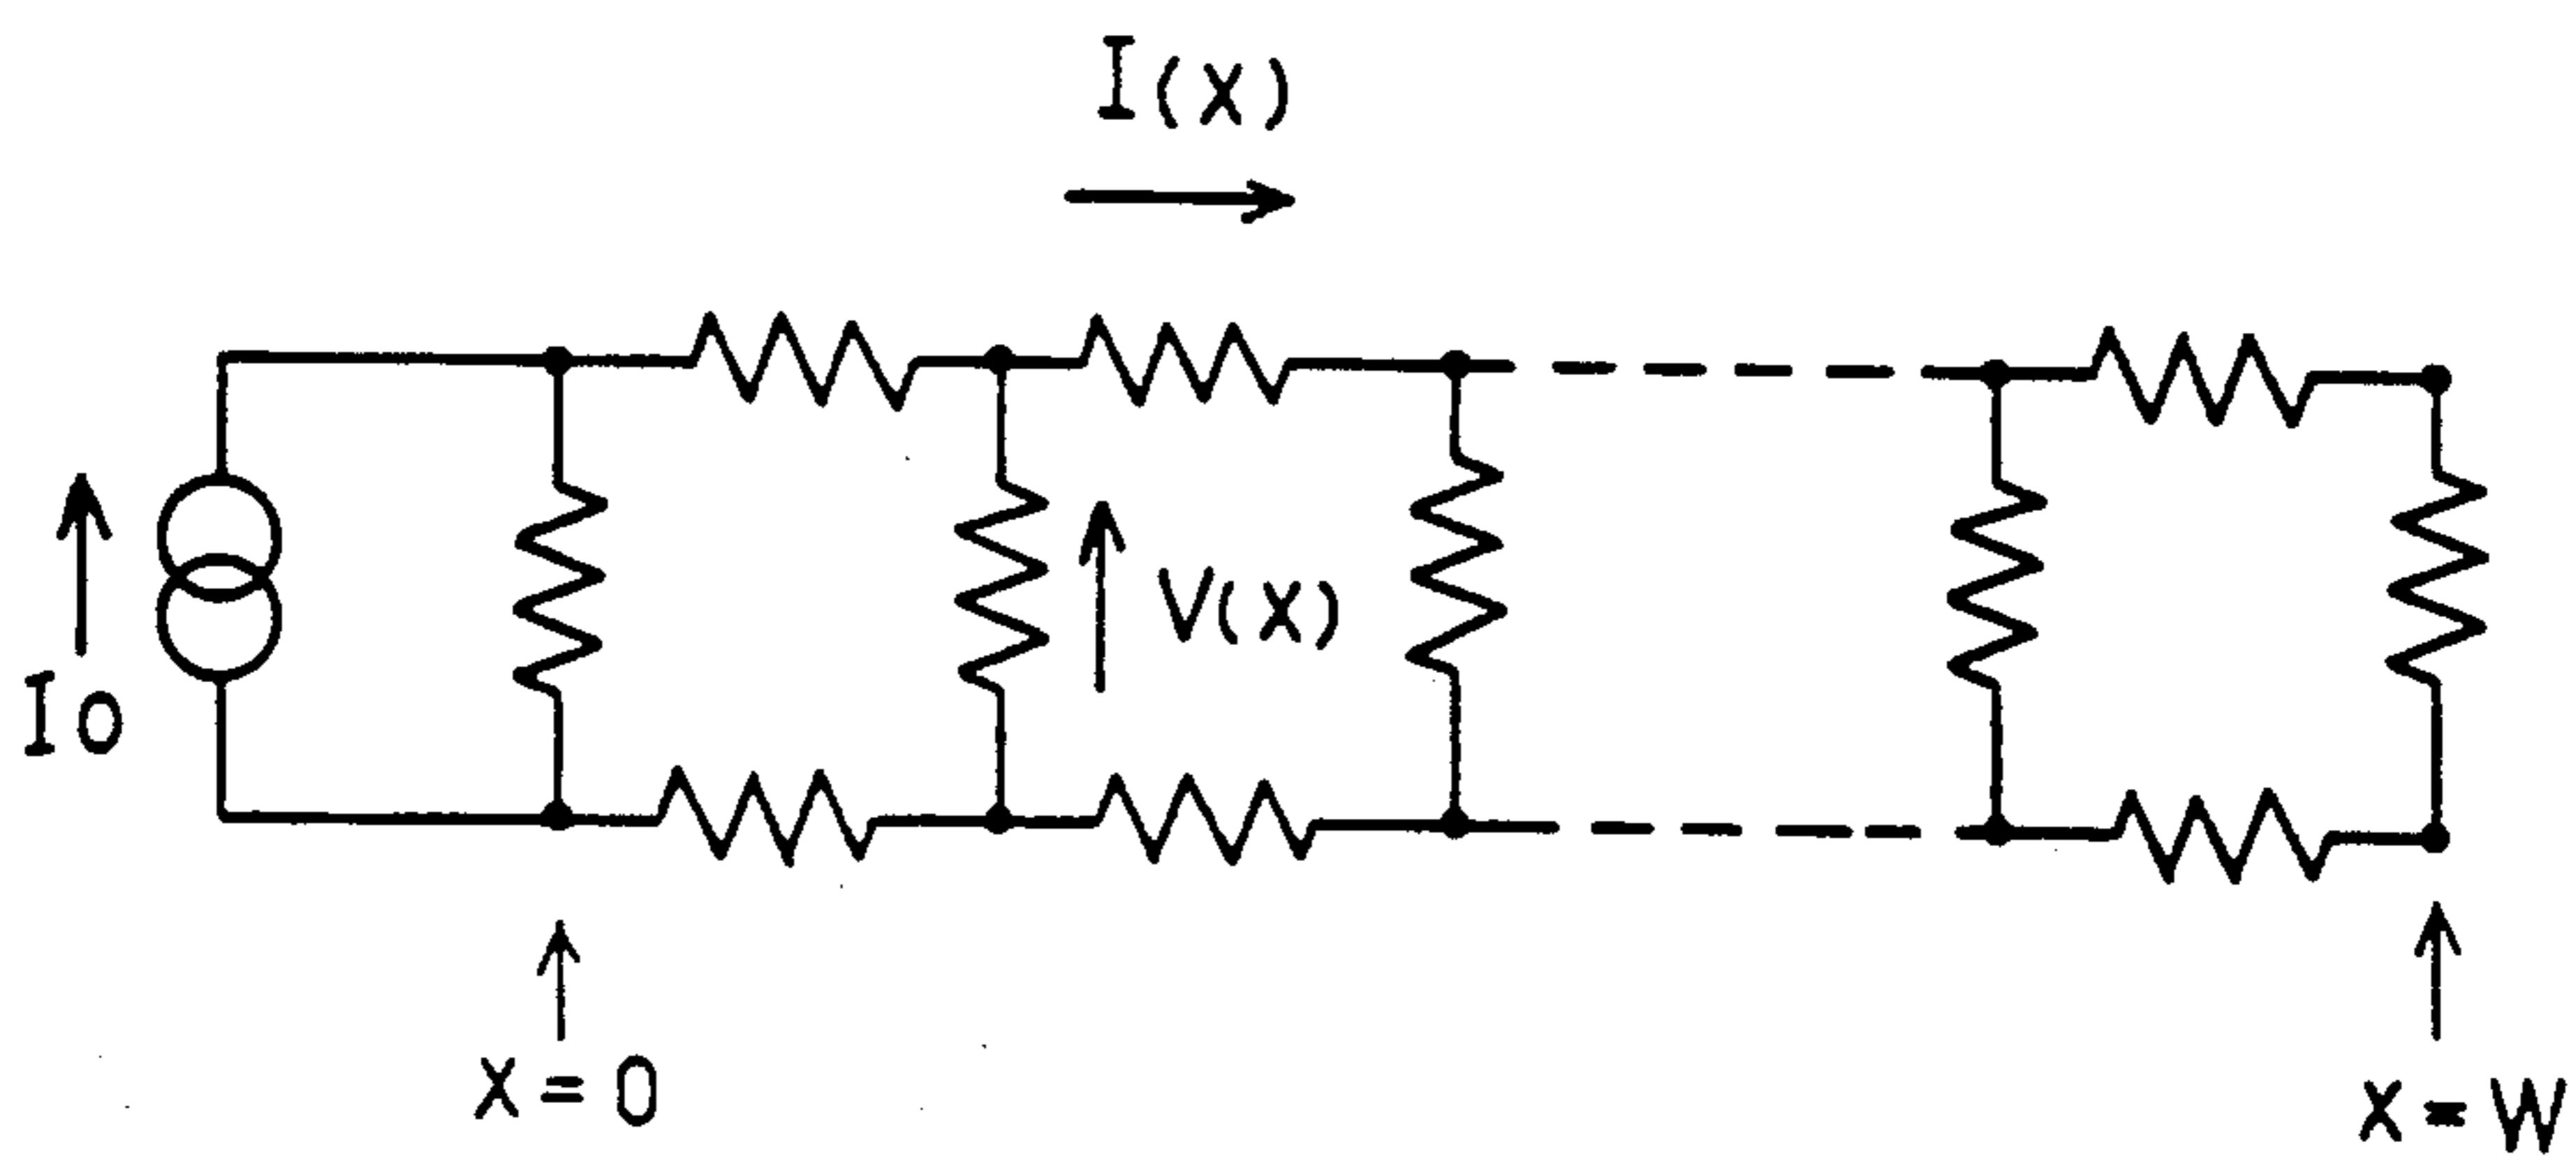 I(X)
V(X)
Io
X=0
X=W